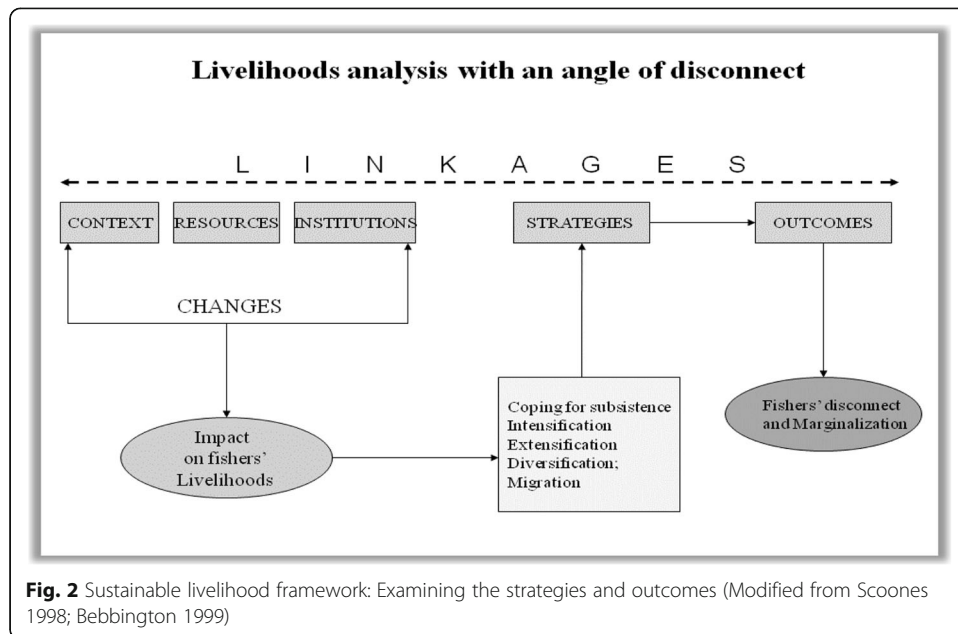 Livelihoods analysis with an angle of disconnect
L I N K A G E S
CONTEXT RESOURCES INSTITUTIONS STRATEGIES OUTCOMES
CHANGES
Impact
on fishers'
Livelihoods
Coping for subsistence
Intensification
Extensification
Diversification;
Migration
Fishers' disconnect
and Marginalization
Fig. 2 Sustainable livelihood framework: Examining the strategies and outcomes (Modified from Scoones
1998; Bebbington 1999)